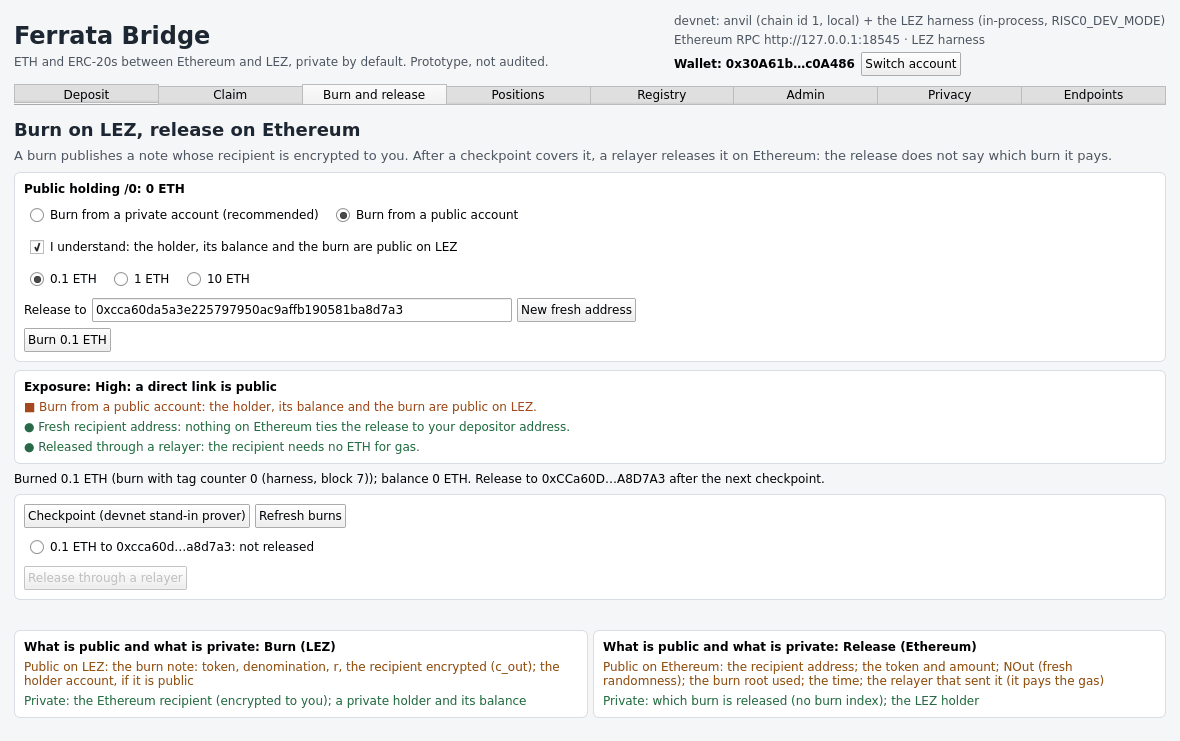 Ferrata Bridge
ETH and ERC-20s between Ethereum and LEZ, private by default. Prototype, not audited.
devnet: anvil (chain id 1, local) + the LEZ harness (in-process, RISC0_DEV_MODE)
Ethereum RPC http://127.0.0.1:18545 · LEZ harness
Wallet: 0x30A61b...c0A486 Switch account
Deposit Claim Burn and release Positions Registry Admin Privacy Endpoints
Burn on LEZ, release on Ethereum
A burn publishes a note whose recipient is encrypted to you. After a checkpoint covers it, a relayer releases it on Ethereum: the release does not say which burn it pays.
Public holding /0: 0 ETH
Burn from a private account (recommended) Burn from a public account
I understand: the holder, its balance and the burn are public on LEZ
0.1 ETH 1 ETH 10 ETH
Release to 0xcca60da5a3e225797950ac9affb190581ba8d7a3 New fresh address
Burn 0.1 ETH
Exposure: High: a direct link is public
Burn from a public account: the holder, its balance and the burn are public on LEZ.
Fresh recipient address: nothing on Ethereum ties the release to your depositor address.
Released through a relayer: the recipient needs no ETH for gas.
Burned 0.1 ETH (burn with tag counter 0 (harness, block 7)); balance 0 ETH. Release to 0xCCa60D...A8D7A3 after the next checkpoint.
Checkpoint (devnet stand-in prover) Refresh burns
0.1 ETH to 0xcca60d...a8d7a3: not released
Release through a relayer
What is public and what is private: Burn (LEZ)
Public on LEZ: the burn note: token, denomination, r, the recipient encrypted (c_out); the
holder account, if it is public
Private: the Ethereum recipient (encrypted to you); a private holder and its balance
What is public and what is private: Release (Ethereum)
Public on Ethereum: the recipient address; the token and amount; NOut (fresh
randomness); the burn root used; the time; the relayer that sent it (it pays the gas)
Private: which burn is released (no burn index); the LEZ holder